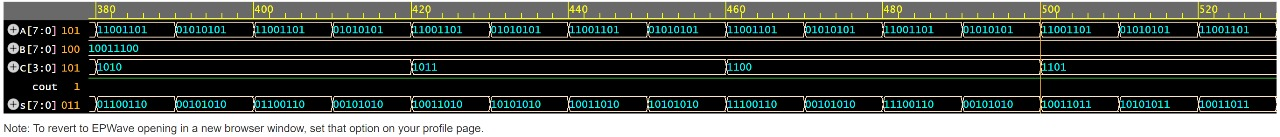 380 400 420 440 460 480 500 520
A[7:0] 101 11001101 01010101 11001101 01010101 11001101 01010101 11001101 01010101 11001101 01010101 11001101 01010101 11001101 01010101 11001101
B[7:0] 100 10011100
C[3:0] 101 1010 1011 1100 1101
cout 1
s[7:0] 011 01100110 00101010 01100110 00101010 10011010 10101010 10011010 10101010 11100110 00101010 11100110 00101010 10011011 10101011 10011011
Note: To revert to EPWave opening in a new browser window, set that option on your profile page.